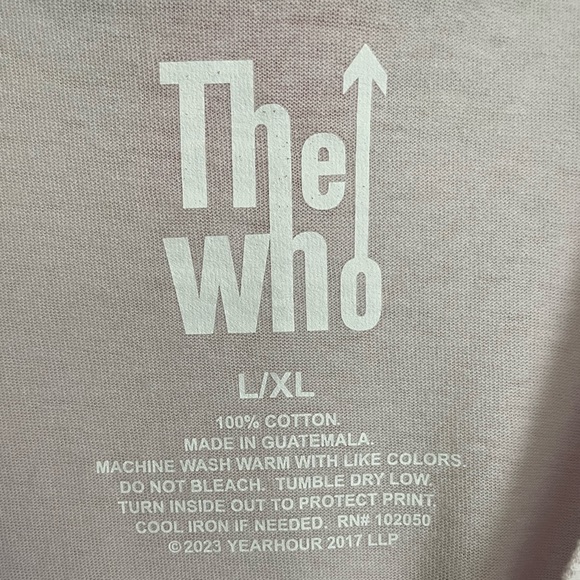 The
Who
L/XL
100% COTTON.
MADE IN GUATEMALA.
MACHINE WASH WARM WITH LIKE COLORS.
DO NOT BLEACH. TUMBLE DRY LOW.
TURN INSIDE OUT TO PROTECT PRINT.
COOL IRON IF NEEDED. RN# 102050
©2023 YEARHOUR 2017 LLP